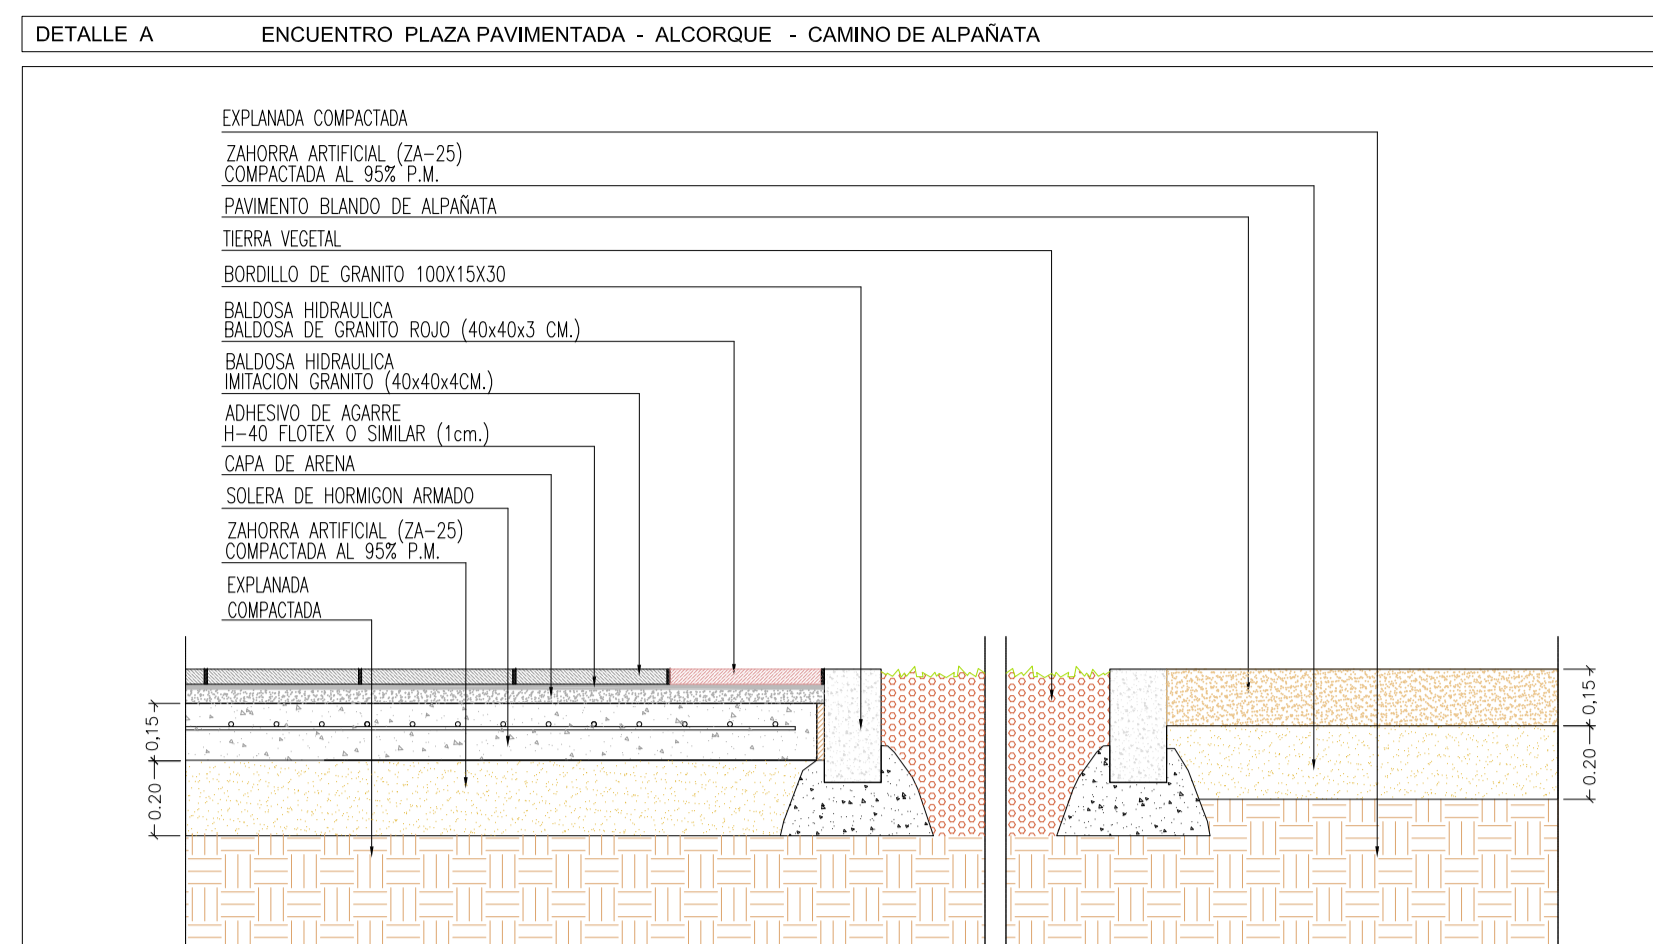 DETALLE A ENCUENTRO PLAZA PAVIMENTADA - ALCORQUE - CAMINO DE ALPAÑATA
EXPLANADA COMPACTADA
ZAHORRA ARTIFICIAL (ZA-25)
COMPACTADA AL 95% P.M.
PAVIMENTO BLANDO DE ALPAÑATA
TIERRA VEGETAL
BORDILLO DE GRANITO 100X15X30
BALDOSA HIDRAULICA
BALDOSA DE GRANITO ROJO (40x40x3 CM.)
BALDOSA HIDRAULICA
IMITACION GRANITO (40x40x4CM.)
ADHESIVO DE AGARRE
H-40 FLOTEX O SIMILAR (1cm.)
CAPA DE ARENA
SOLERA DE HORMIGON ARMADO
ZAHORRA ARTIFICIAL (ZA-25)
COMPACTADA AL 95% P.M.
EXPLANADA
COMPACTADA
0,15
0.20
0,15
0.20